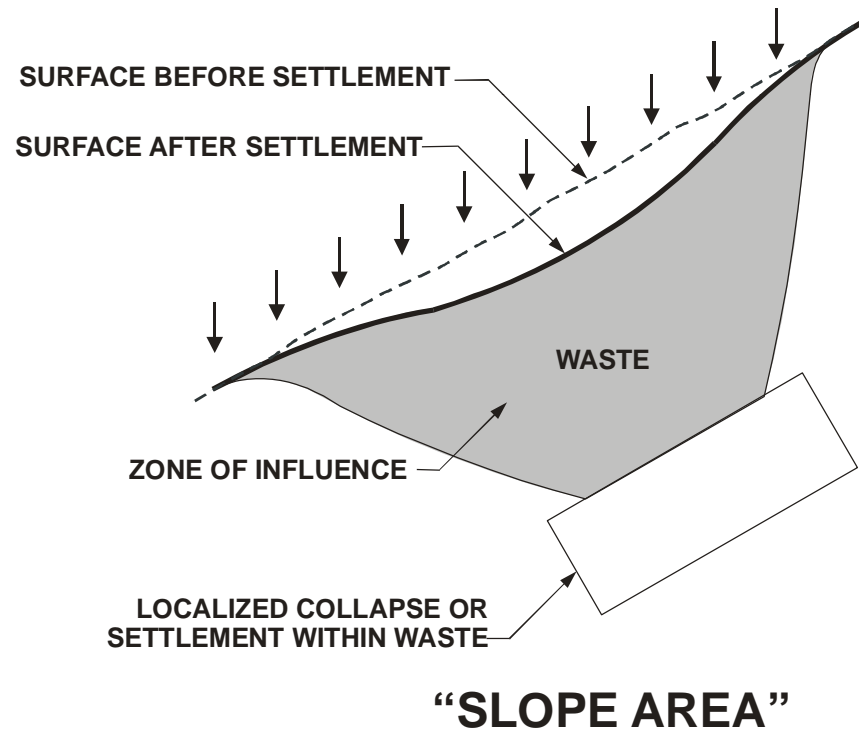 SURFACE BEFORE SETTLEMENT
SURFACE AFTER SETTLEMENT
WASTE
ZONE OF INFLUENCE
LOCALIZED COLLAPSE OR
SETTLEMENT WITHIN WASTE
“SLOPE AREA”